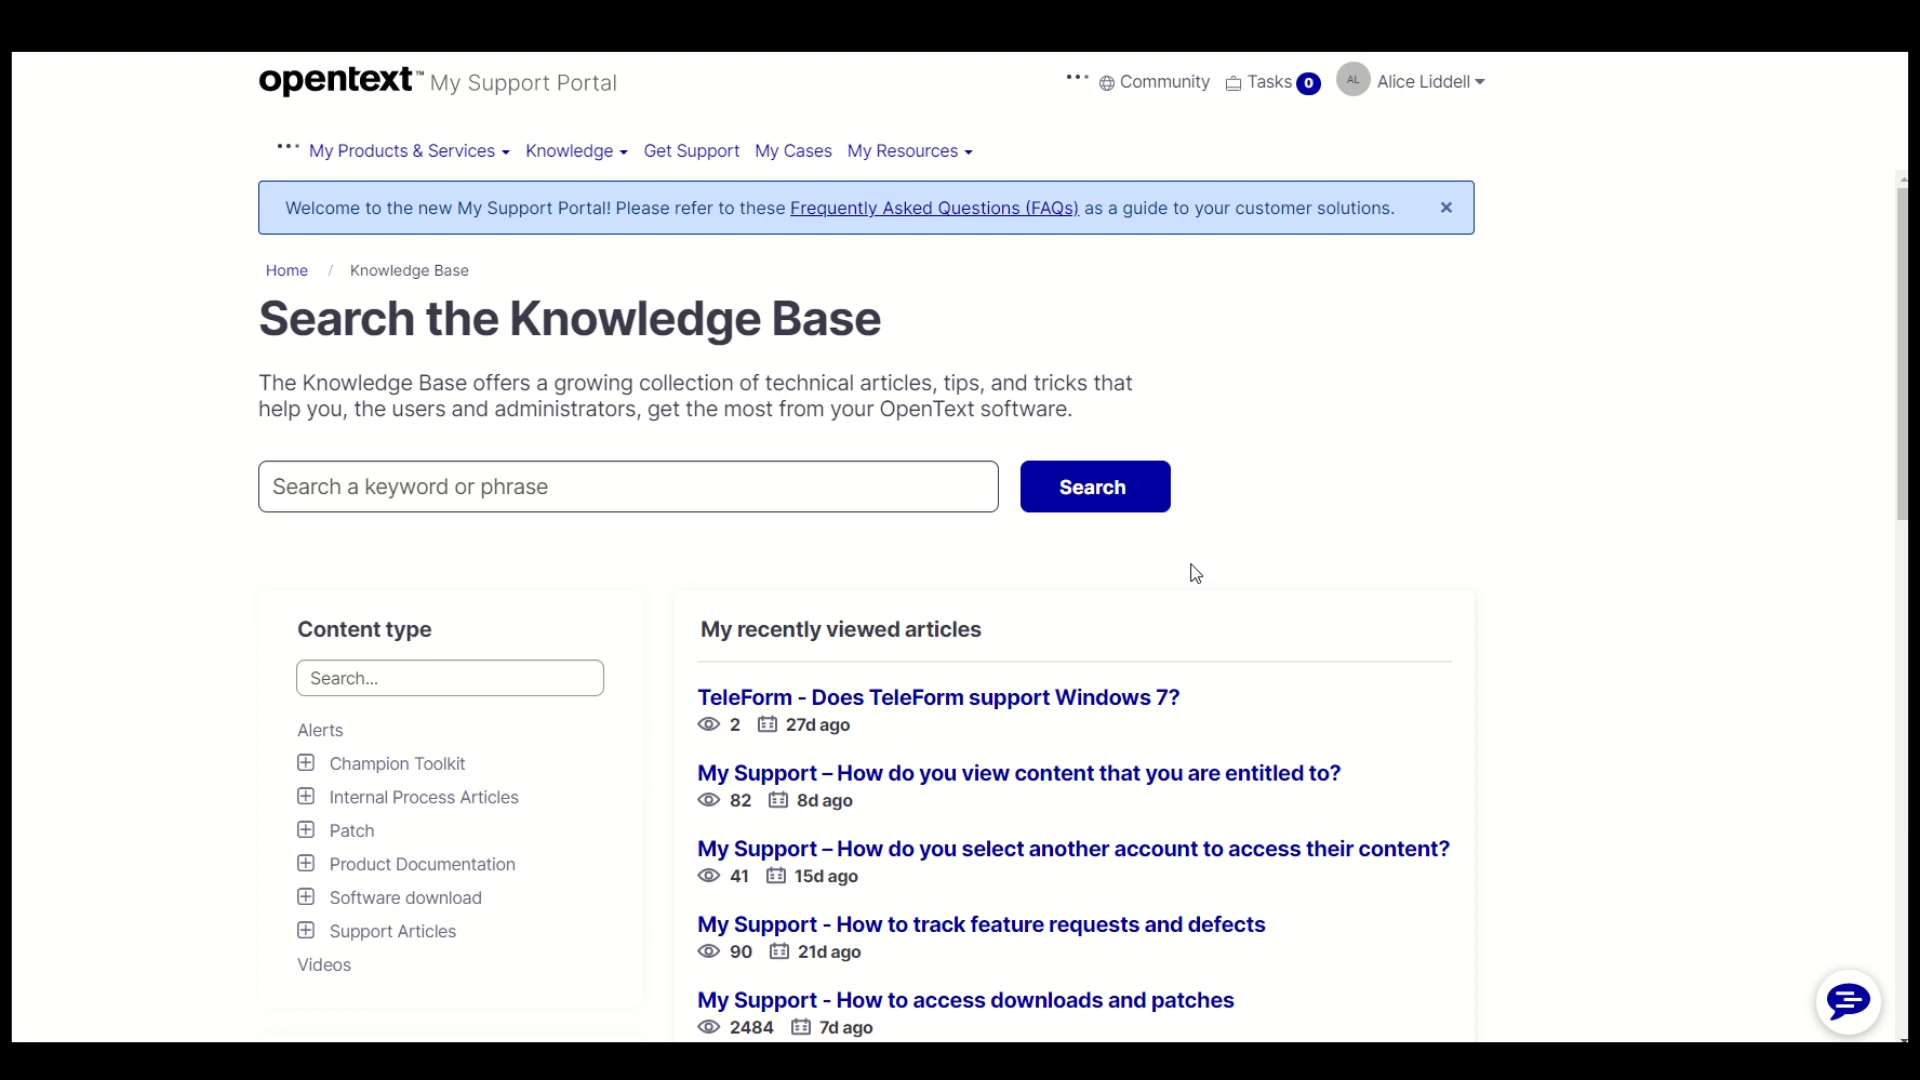 opentext™ My Support Portal
••• Community Tasks 0 AL Alice Liddell
••• My Products & Services Knowledge Get Support My Cases My Resources
Welcome to the new My Support Portal! Please refer to these Frequently Asked Questions (FAQs) as a guide to your customer solutions. ×
Home / Knowledge Base
Search the Knowledge Base
The Knowledge Base offers a growing collection of technical articles, tips, and tricks that
help you, the users and administrators, get the most from your OpenText software.
Search a keyword or phrase
Search
Content type
Search...
Alerts
Champion Toolkit
Internal Process Articles
Patch
Product Documentation
Software download
Support Articles
Videos
My recently viewed articles
TeleForm - Does TeleForm support Windows 7?
2 27d ago
My Support – How do you view content that you are entitled to?
82 8d ago
My Support – How do you select another account to access their content?
41 15d ago
My Support - How to track feature requests and defects
90 21d ago
My Support - How to access downloads and patches
2484 7d ago